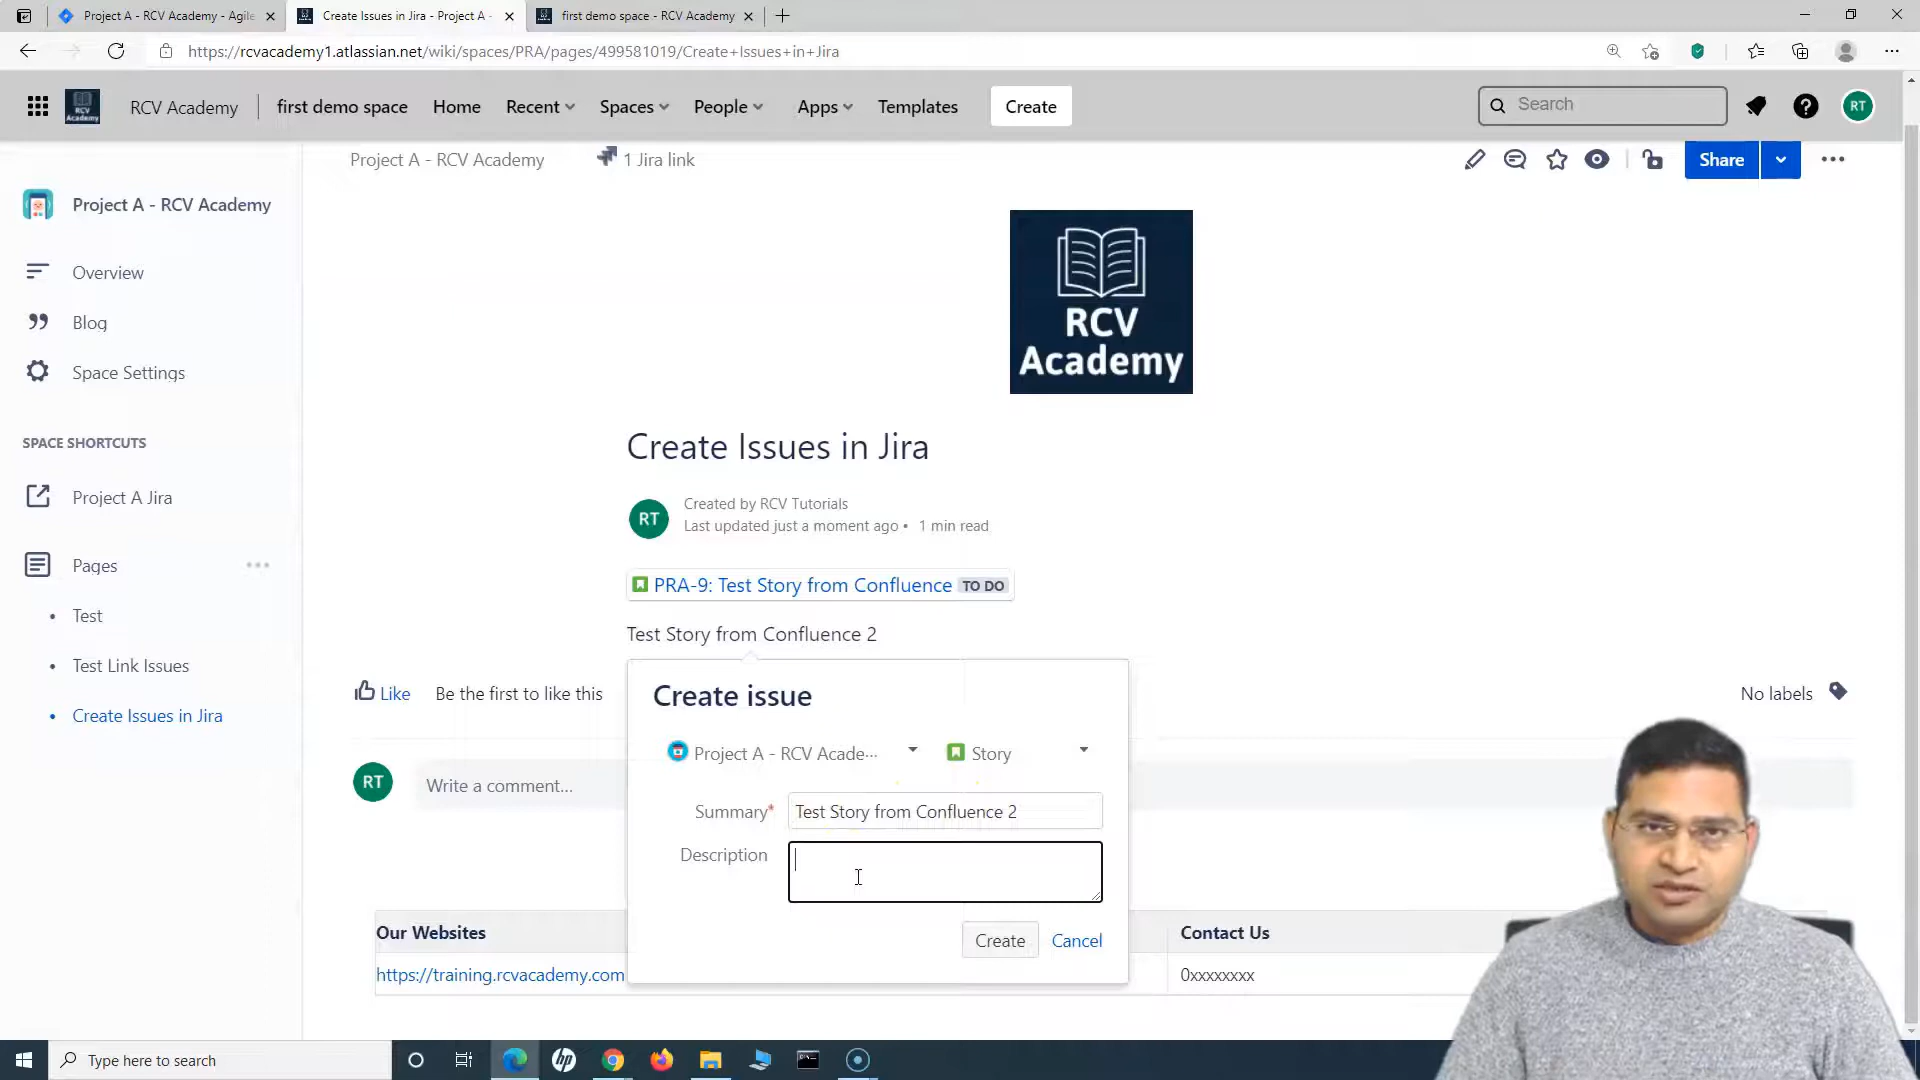 Project A - RCV Academy - Agile
Create Issues in Jira - Project A -
first demo space - RCV Academy
https://rcvacademy1.atlassian.net/wiki/spaces/PRA/pages/499581019/Create+Issues+in+Jira
RCV Academy
RCV Academy
first demo space
Home
Recent
Spaces
People
Apps
Templates
Create
Search
RT
Project A - RCV Academy
1 Jira link
Share
Project A - RCV Academy
Overview
Blog
Space Settings
SPACE SHORTCUTS
Project A Jira
Pages
Test
Test Link Issues
Create Issues in Jira
RCV
Academy
Create Issues in Jira
RT
Created by RCV Tutorials
Last updated just a moment ago • 1 min read
PRA-9: Test Story from Confluence TO DO
Test Story from Confluence 2
Like
Be the first to like this
No labels
RT
Write a comment...
Create issue
Project A - RCV Acade...
Story
Summary*
Test Story from Confluence 2
Description
Create
Cancel
Our Websites
Contact Us
https://training.rcvacademy.com
0xxxxxxxx
Type here to search
hp